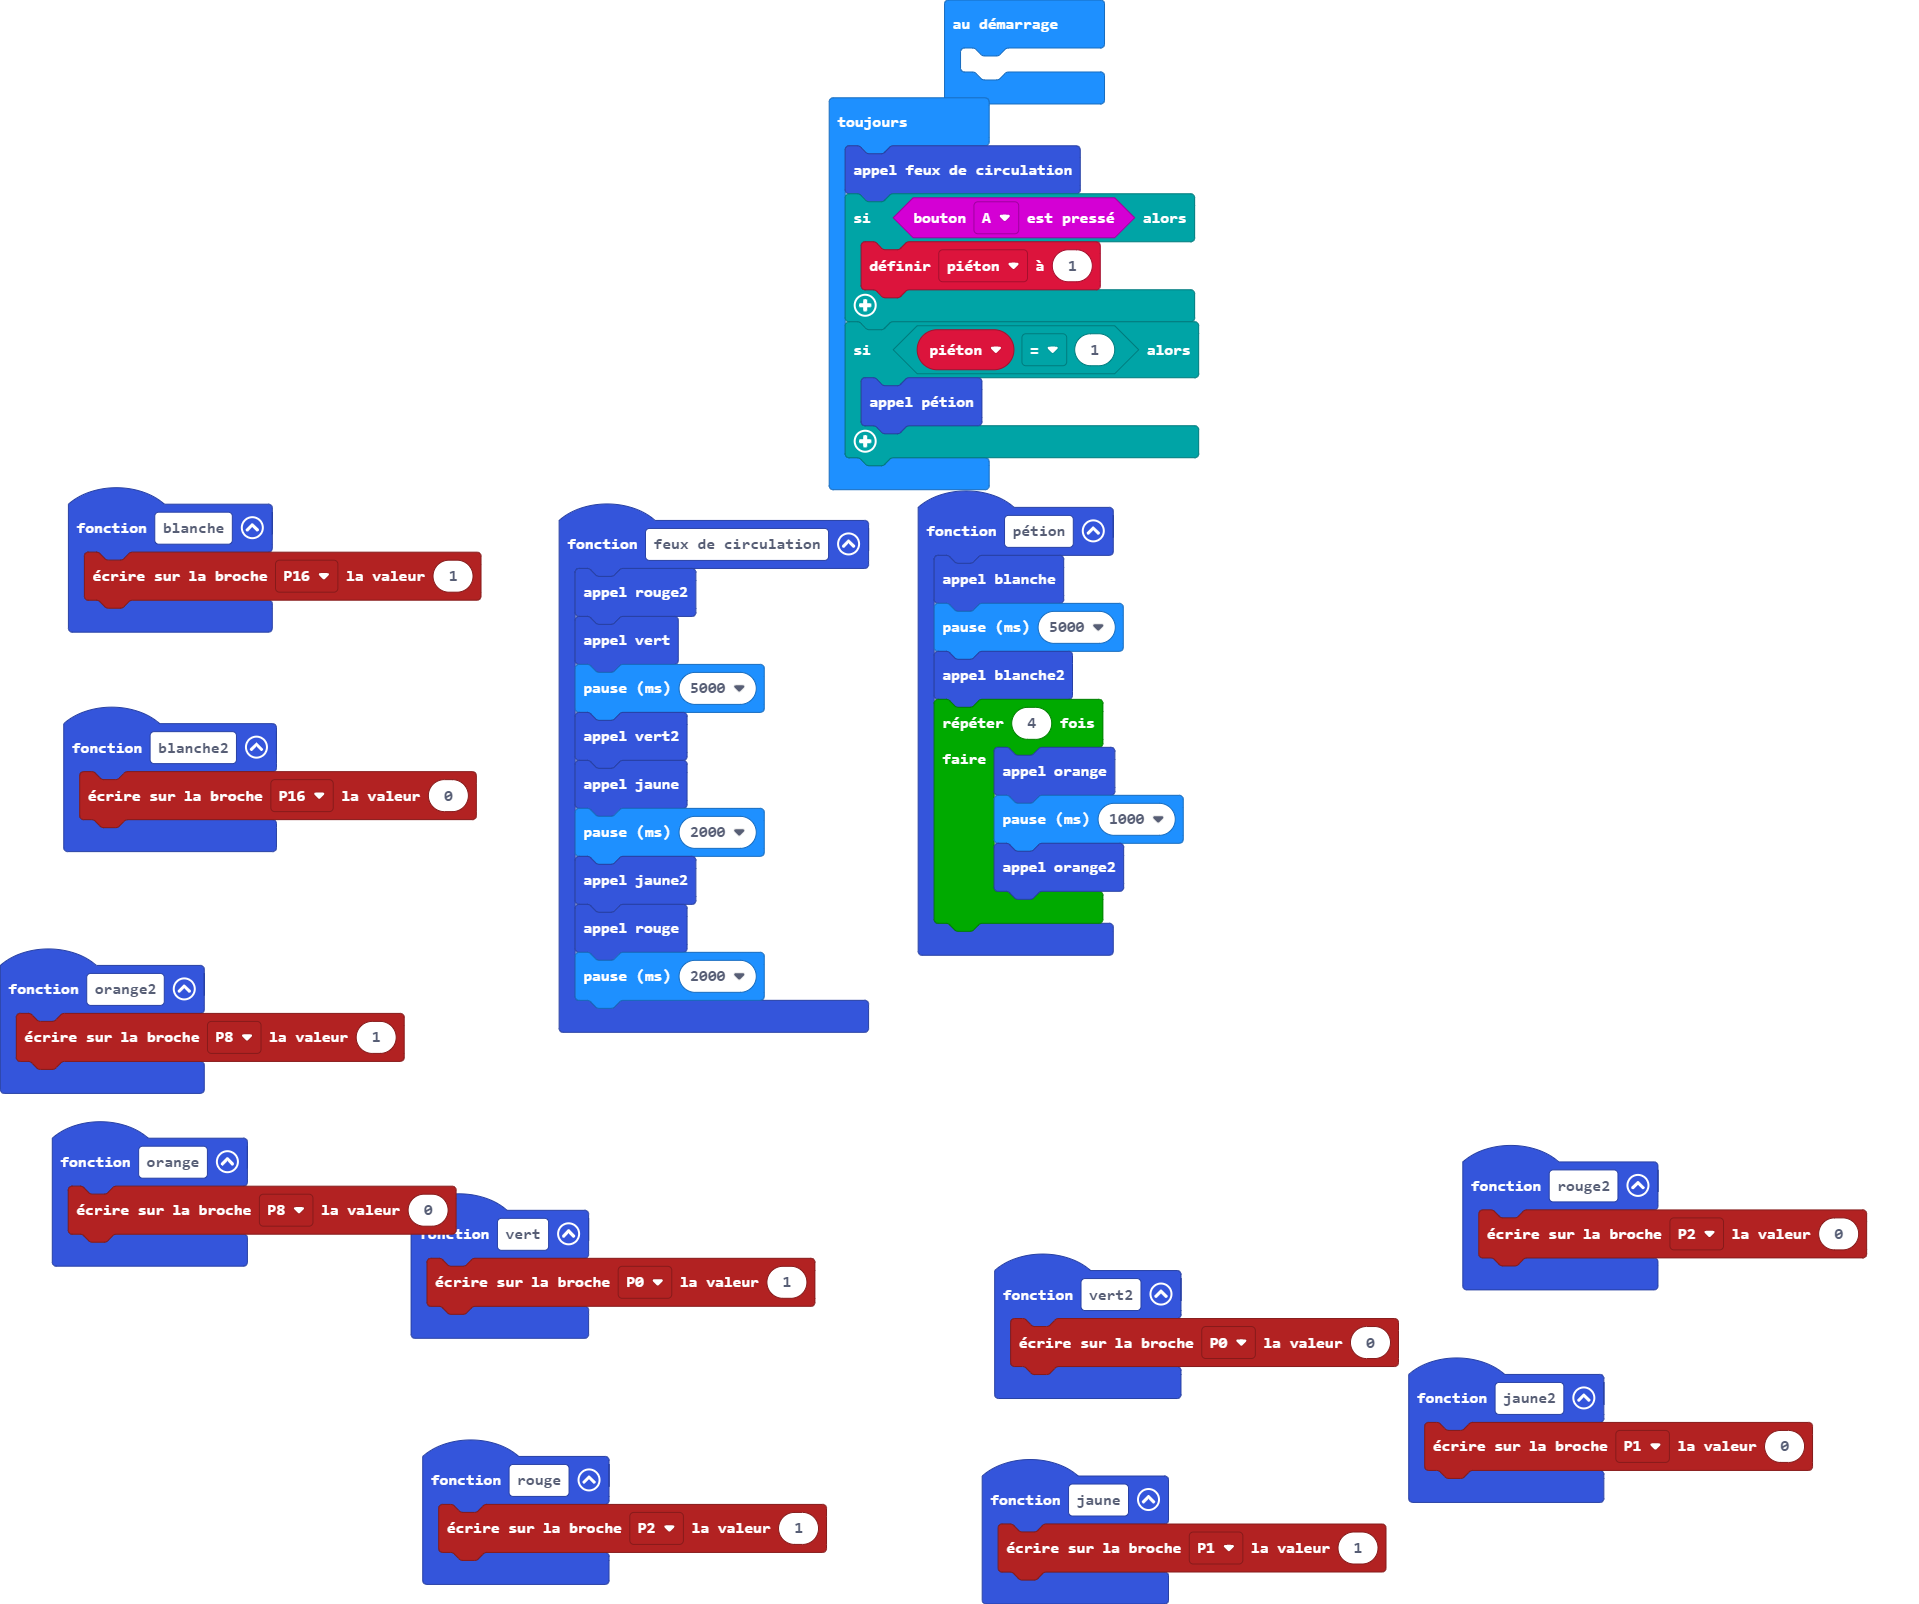 au démarrage
toujours
appel feux de circulation
si bouton A est pressé alors
définir piéton à 1
si piéton = 1 alors
appel pétion
fonction blanche
écrire sur la broche P16 la valeur 1
fonction blanche2
écrire sur la broche P16 la valeur 0
fonction feux de circulation
appel rouge2
appel vert
pause (ms) 5000
appel vert2
appel jaune
pause (ms) 2000
appel jaune2
appel rouge
pause (ms) 2000
fonction pétion
appel blanche
pause (ms) 5000
appel blanche2
répéter 4 fois
faire appel orange
pause (ms) 1000
appel orange2
fonction orange2
écrire sur la broche P8 la valeur 1
fonction orange
écrire sur la broche P8 la valeur 0
fonction vert
écrire sur la broche P0 la valeur 1
fonction rouge2
écrire sur la broche P2 la valeur 0
fonction vert2
écrire sur la broche P0 la valeur 0
fonction jaune2
écrire sur la broche P1 la valeur 0
fonction rouge
écrire sur la broche P2 la valeur 1
fonction jaune
écrire sur la broche P1 la valeur 1